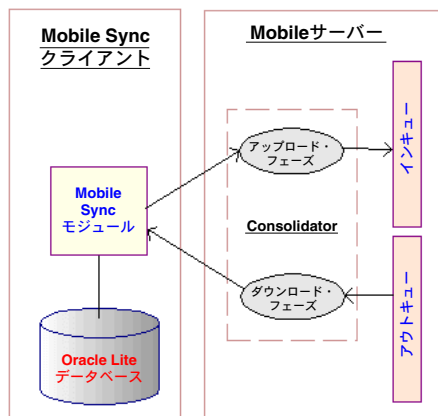 Mobile Sync
クライアント
Mobileサーバー
アップロード・
フェーズ
インキュー
Mobile
Sync
モジュール
Consolidator
ダウンロード・
フェーズ
アウトキュー
Oracle Lite
データベース